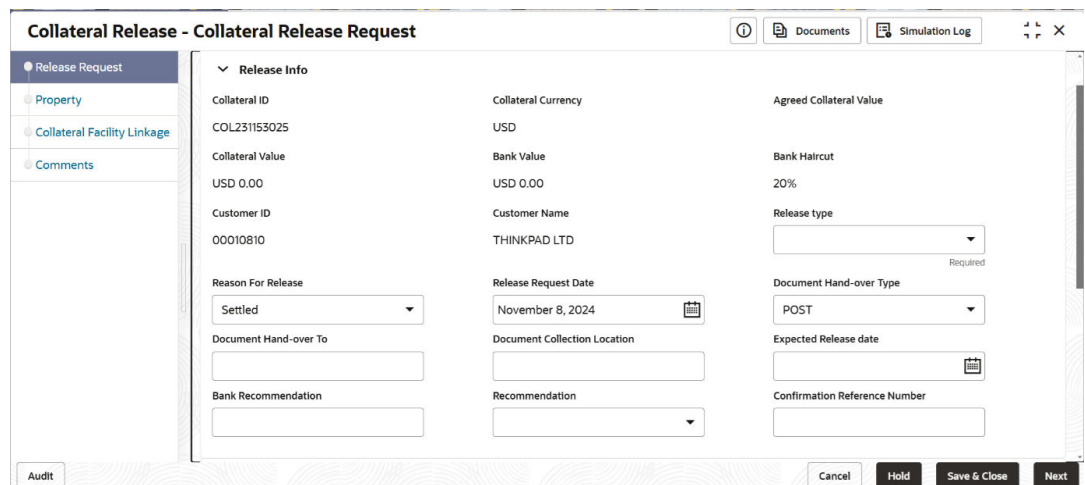 Collateral Release - Collateral Release Request
Documents
Simulation Log
Release Request
Property
Collateral Facility Linkage
Comments
Release Info
Collateral ID Collateral Currency Agreed Collateral Value
COL231153025 USD
Collateral Value Bank Value Bank Haircut
USD 0.00 USD 0.00 20%
Customer ID Customer Name Release type
00010810 THINKPAD LTD
Required
Reason For Release Release Request Date Document Hand-over Type
Settled November 8, 2024 POST
Document Hand-over To Document Collection Location Expected Release date
Bank Recommendation Recommendation Confirmation Reference Number
Audit Cancel Hold Save & Close Next